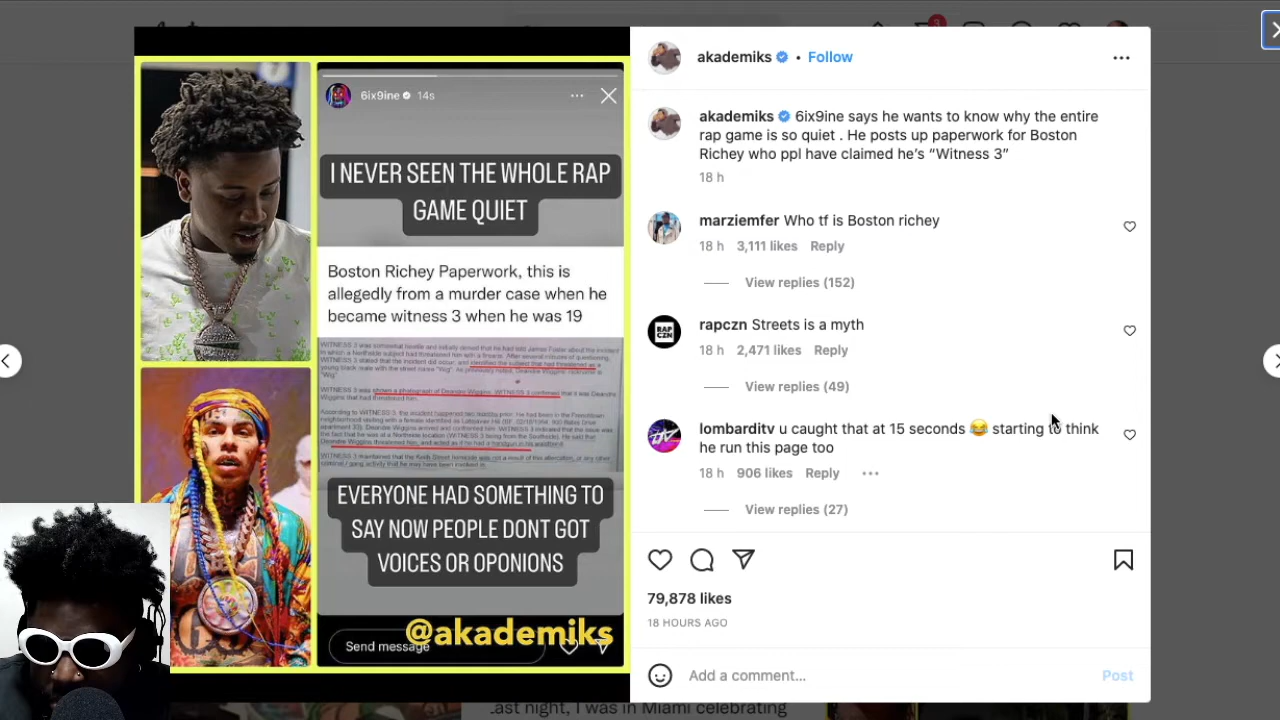 akademiks • Follow
akademiks 6ix9ine says he wants to know why the entire
rap game is so quiet . He posts up paperwork for Boston
Richey who ppl have claimed he's “Witness 3”
18 h
6ix9ine 14s
I NEVER SEEN THE WHOLE RAP
GAME QUIET
Boston Richey Paperwork, this is
allegedly from a murder case when he
became witness 3 when he was 19
EVERYONE HAD SOMETHING TO
SAY NOW PEOPLE DONT GOT
VOICES OR OPONIONS
Send message
@akademiks
marziemfer Who tf is Boston richey
18 h 3,111 likes Reply
View replies (152)
rapczn Streets is a myth
18 h 2,471 likes Reply
View replies (49)
RAP
CZN
lombarditv u caught that at 15 seconds 😂 starting to think
he run this page too
18 h 906 likes Reply
View replies (27)
79,878 likes
18 HOURS AGO
Add a comment...
Post
3
Last night, I was in Miami celebrating